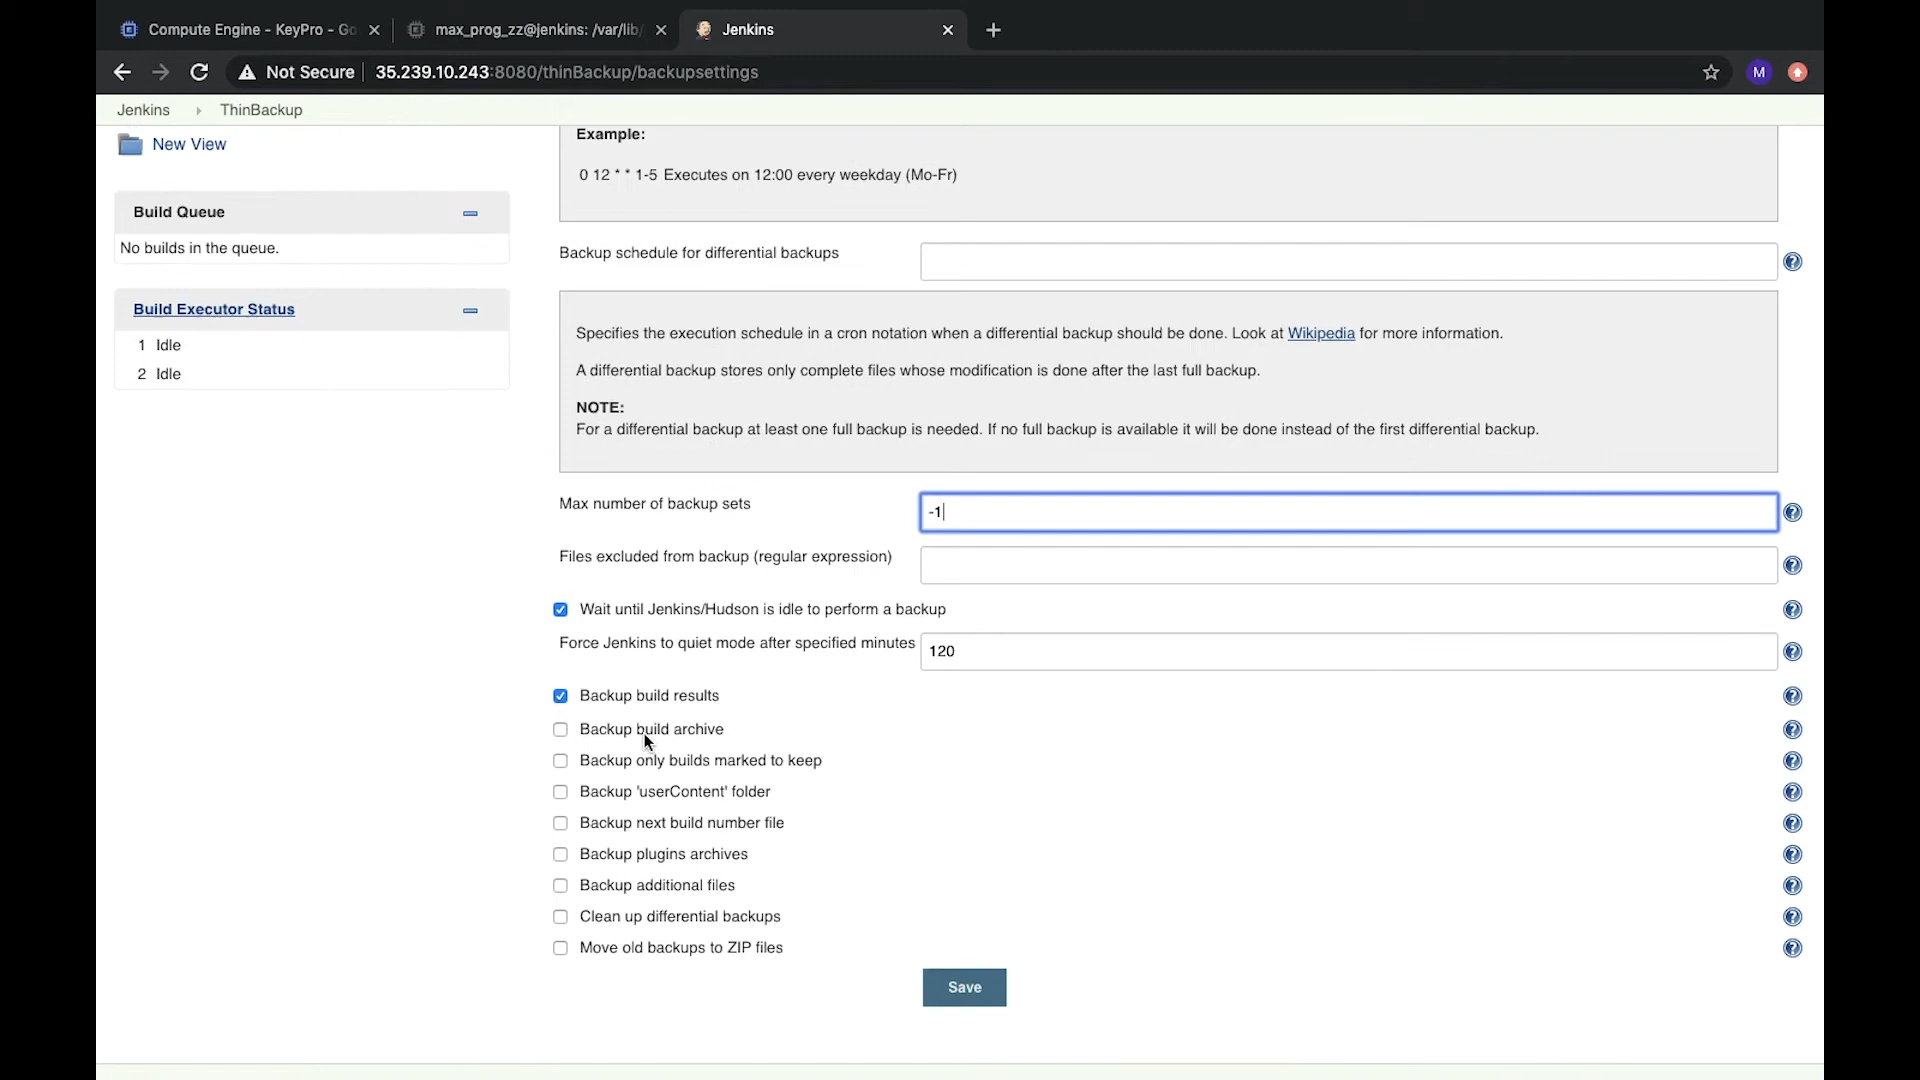 Compute Engine - KeyPro - Go
max_prog_zz@jenkins: /var/lib/
Jenkins
Not Secure
35.239.10.243:8080/thinBackup/backupsettings
M
Jenkins
ThinBackup
New View
Build Queue
No builds in the queue.
Build Executor Status
1 Idle
2 Idle
Example:
0 12 * * 1-5 Executes on 12:00 every weekday (Mo-Fr)
Backup schedule for differential backups
Specifies the execution schedule in a cron notation when a differential backup should be done. Look at Wikipedia for more information.
A differential backup stores only complete files whose modification is done after the last full backup.
NOTE:
For a differential backup at least one full backup is needed. If no full backup is available it will be done instead of the first differential backup.
Max number of backup sets
-1
Files excluded from backup (regular expression)
Wait until Jenkins/Hudson is idle to perform a backup
Force Jenkins to quiet mode after specified minutes
120
Backup build results
Backup build archive
Backup only builds marked to keep
Backup 'userContent' folder
Backup next build number file
Backup plugins archives
Backup additional files
Clean up differential backups
Move old backups to ZIP files
Save